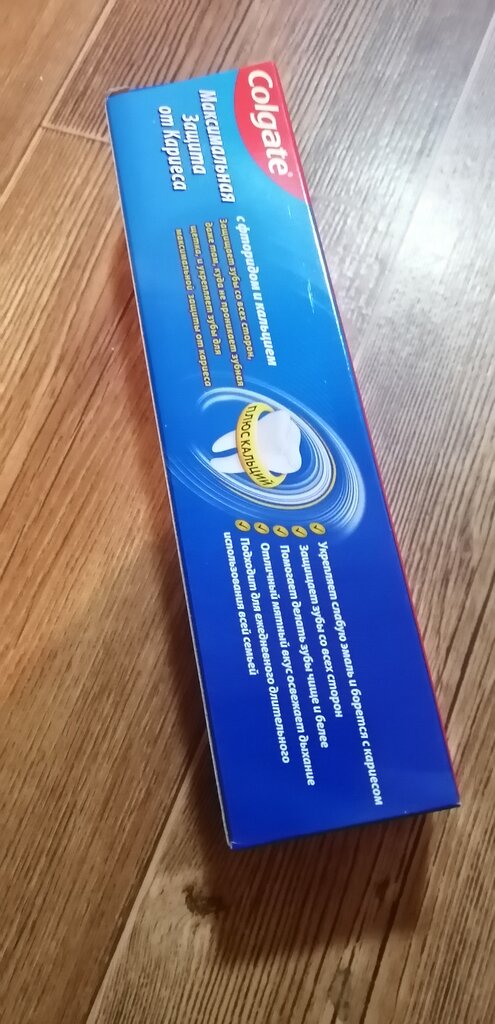 Colgate®
Максимальная
Защита
от Кариеса
с фторидом и кальцием
Защищает зубы со всех сторон,
даже там, куда не проникает зубная
щетка, и укрепляет зубы для
максимальной защиты от кариеса
ПЛЮС КАЛЬЦИЙ
Укрепляет слабую эмаль и борется с кариесом
Защищает зубы со всех сторон
Помогает делать зубы чище и белее
Отличный мятный вкус освежает дыхание
Подходит для ежедневного длительного
использования всей семьей